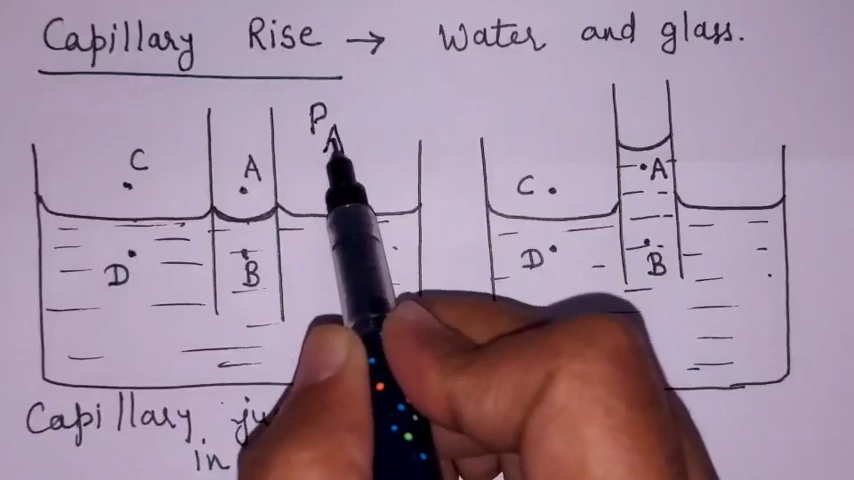 Capillary Rise → Water and glass.
C A P A
D B
C A
D B
Capillary
in